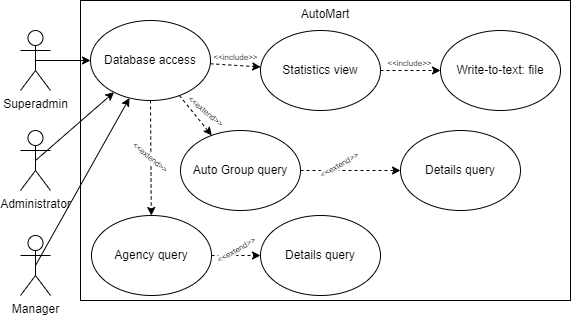 AutoMart
Database access
<<include>>
Statistics view
<<include>>
Write-to-text: file
Superadmin
<<extend>>
<<extend>>
Auto Group query
<<extend>>
Details query
Administrator
Agency query
<<extend>>
Details query
Manager